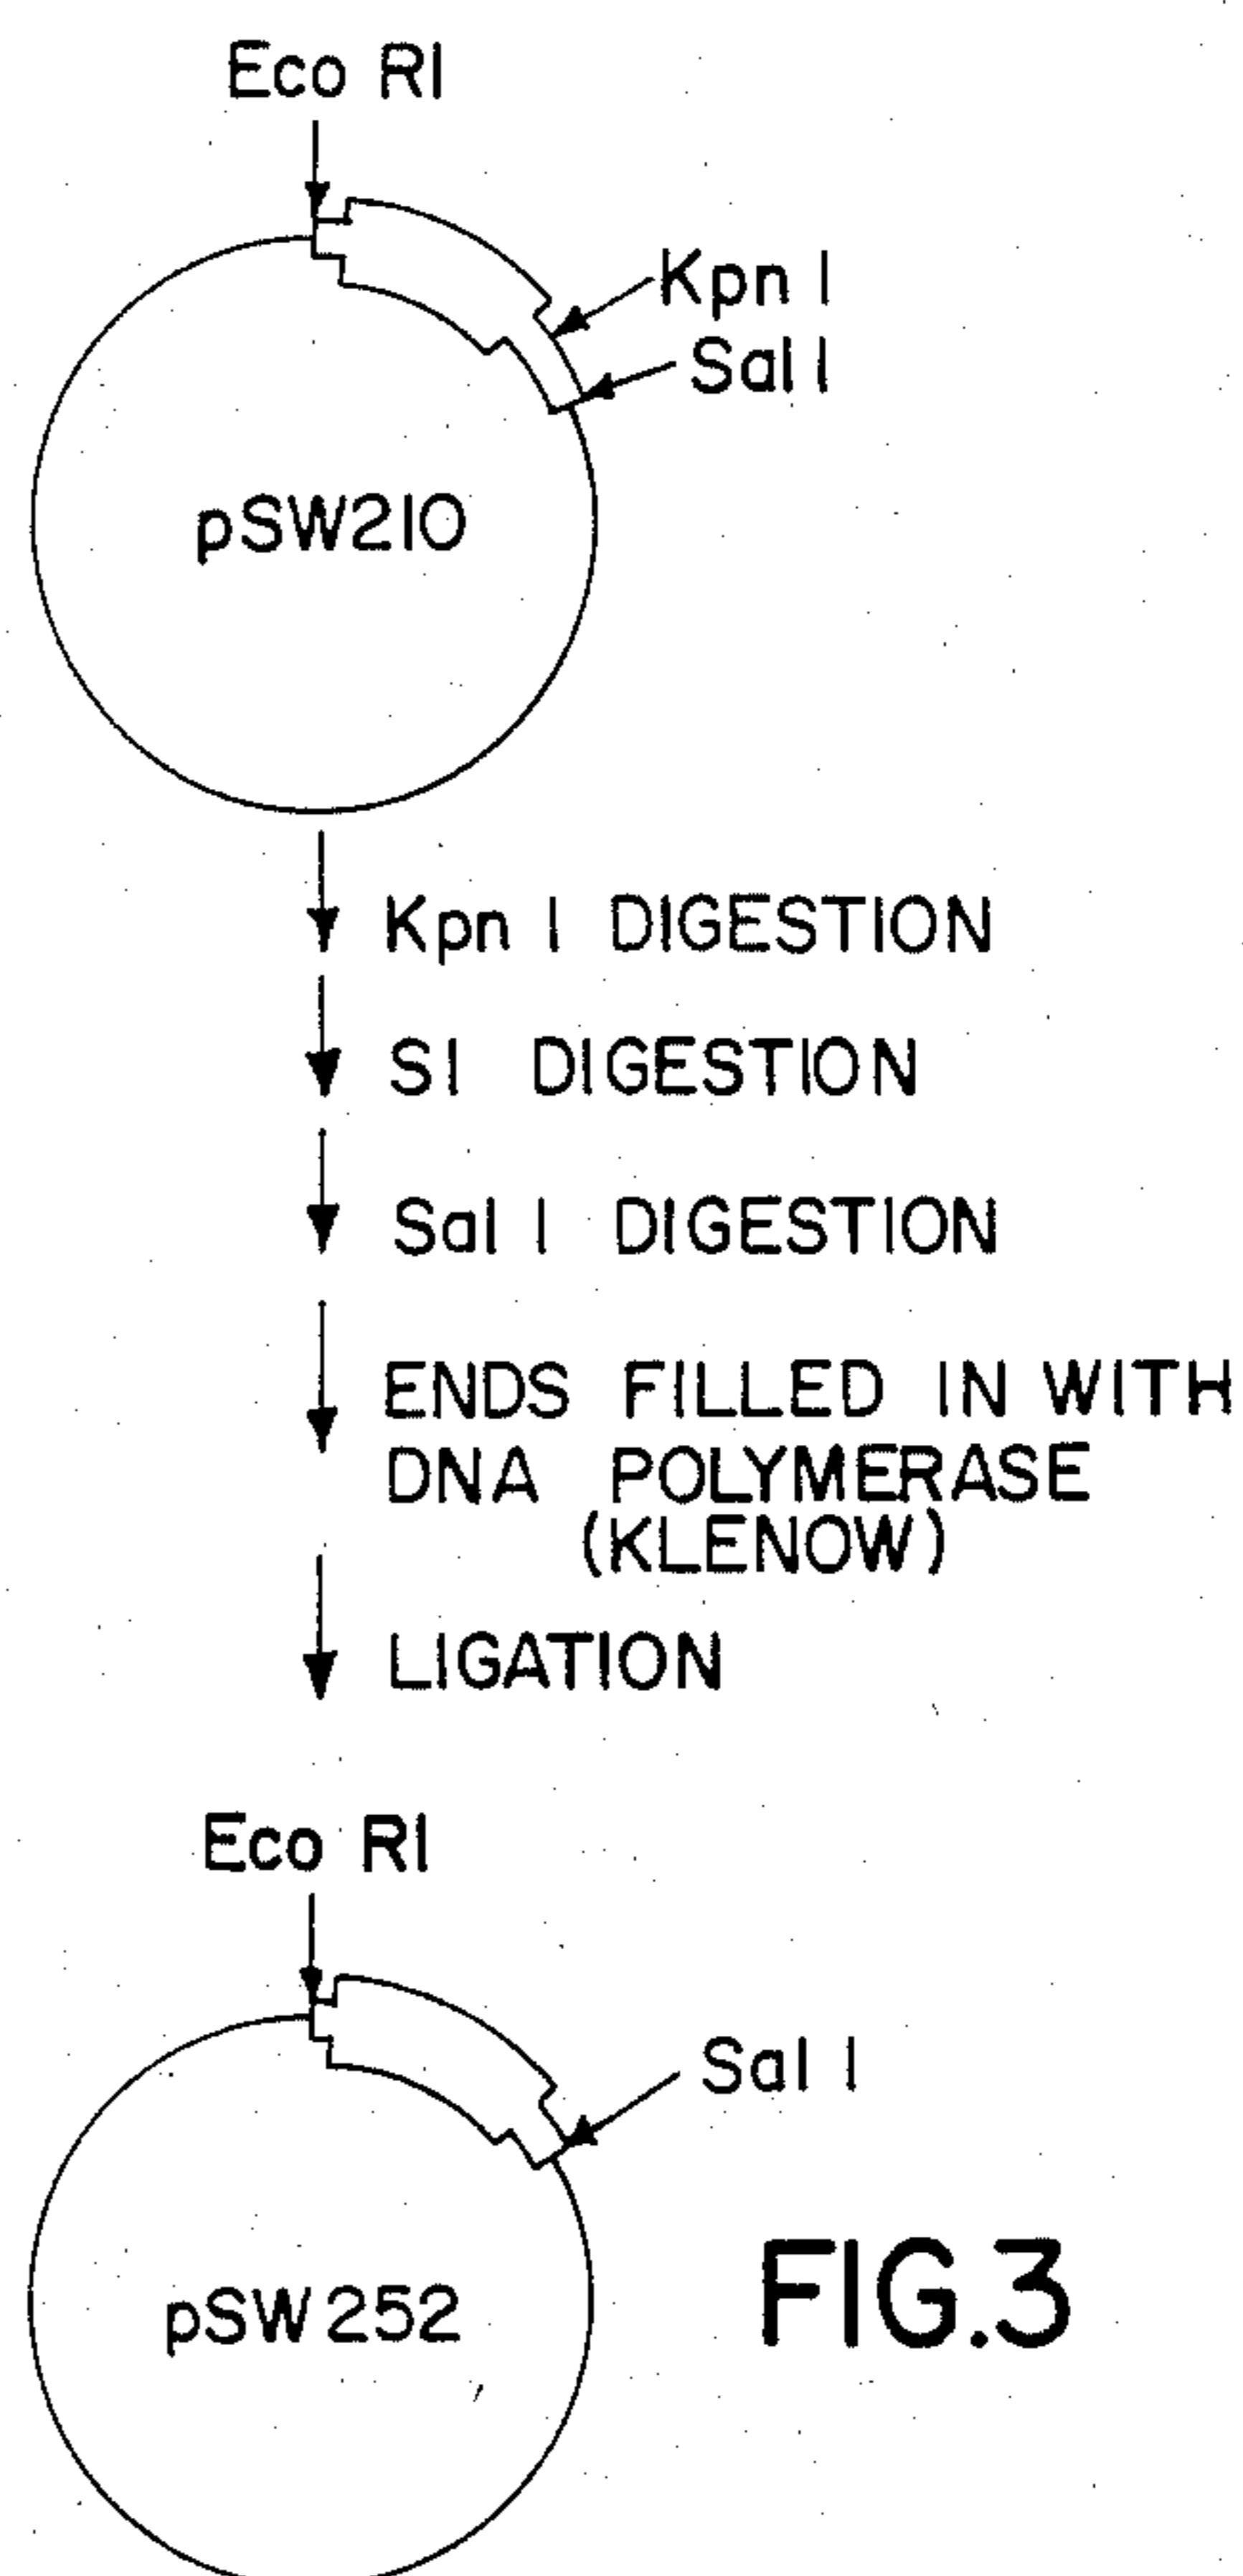 Eco RI
Kpn I
Sal I
pSW210
Kpn I DIGESTION
SI DIGESTION
Sal I DIGESTION
ENDS FILLED IN WITH
DNA POLYMERASE
(KLENOW)
LIGATION
Eco RI
Sal I
pSW252
FIG.3